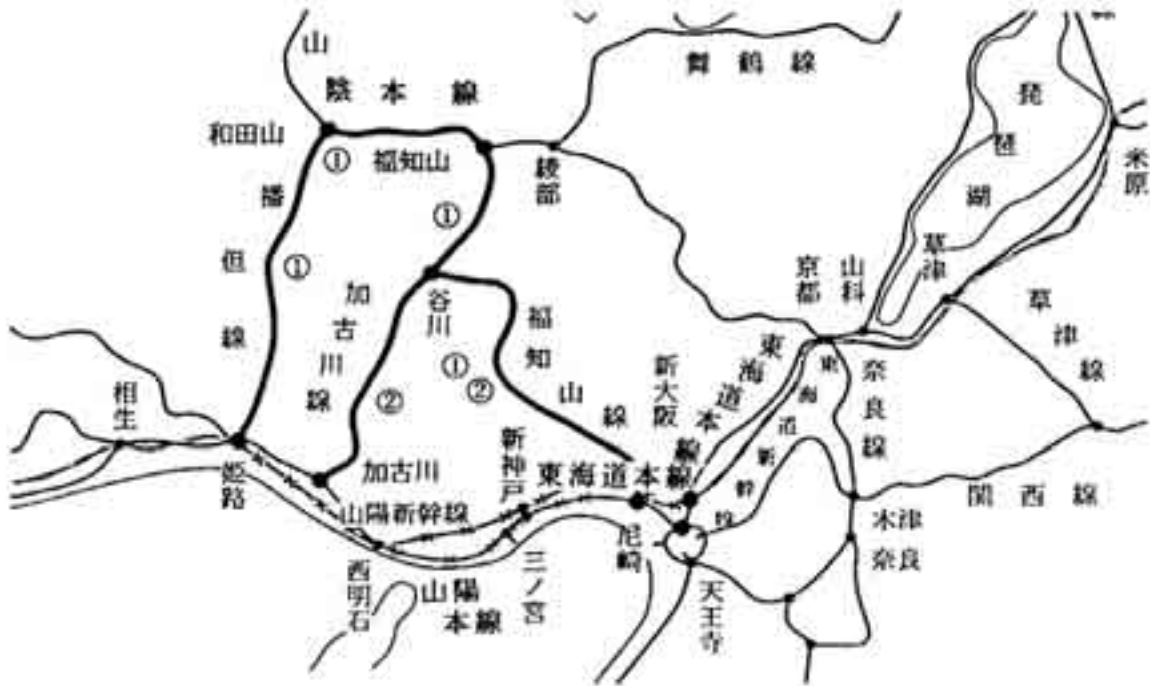 山陰本線
舞鶴線
和田山
①
福知山
綾部
①
播但線
①
加古川線
谷川
福知山線
①
②
②
琵琶湖
米原
草津
山科
京都
草津線
東海道本線
新大阪
東海道新幹線
奈良線
相生
姫路
加古川
新神戸
東海道本線
山陽新幹線
尼崎
木津
関西線
奈良
西明石
山陽本線
三ノ宮
天王寺